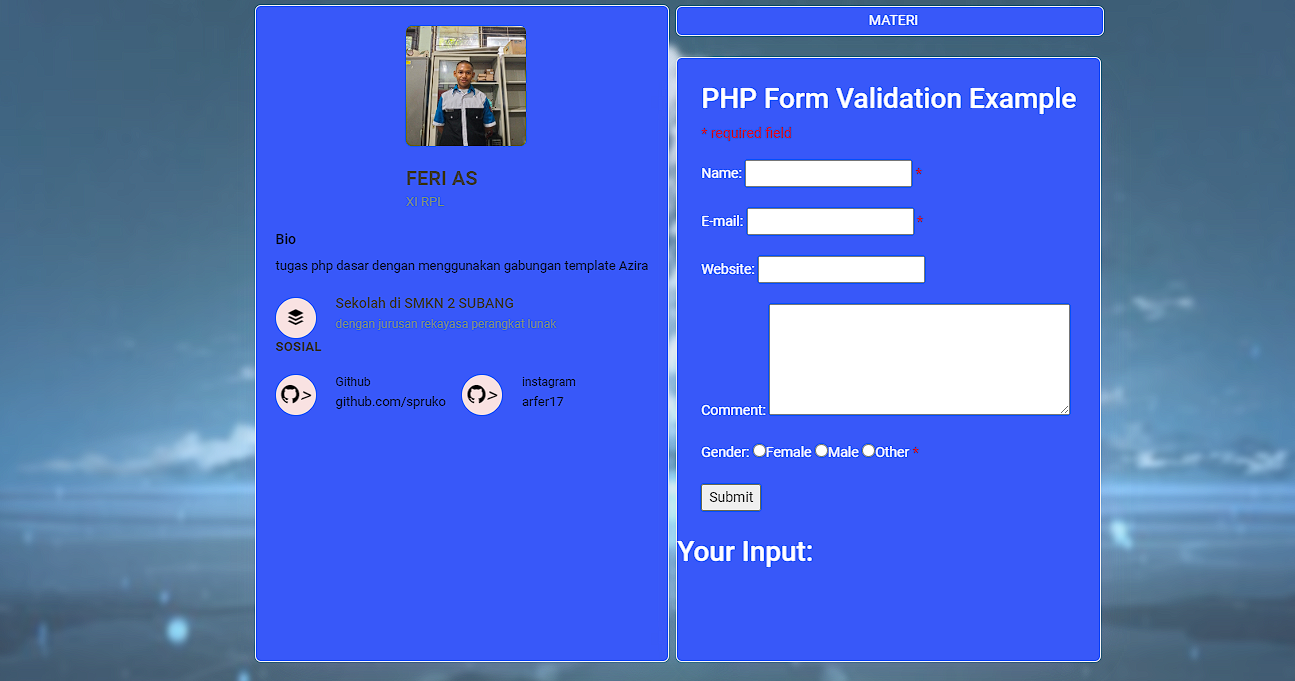 FERI AS
XI RPL
Bio
tugas php dasar dengan menggunakan gabungan template Azira
Sekolah di SMKN 2 SUBANG
dengan jurusan rekayasa perangkat lunak
SOSIAL
Github
github.com/spruko
instagram
arfer17
MATERI
PHP Form Validation Example
* required field
Name: *
E-mail: *
Website:
Comment:
Gender: Female Male Other *
Submit
Your Input: